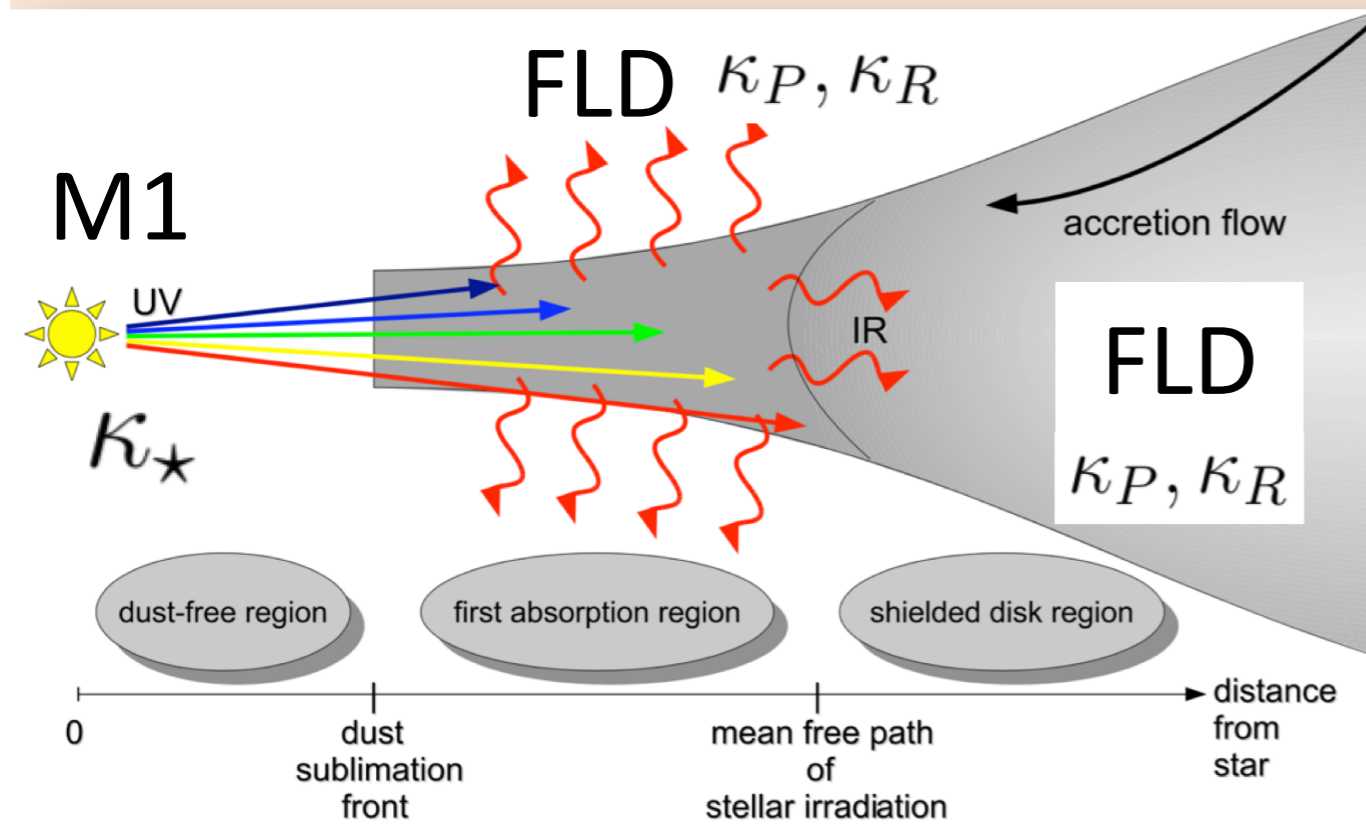 FLD κ_P, κ_R
M1
UV
κ_★
accretion flow
IR
FLD
κ_P, κ_R
dust-free region
first absorption region
shielded disk region
0
dust
sublimation
front
mean free path
of
stellar irradiation
distance
from
star